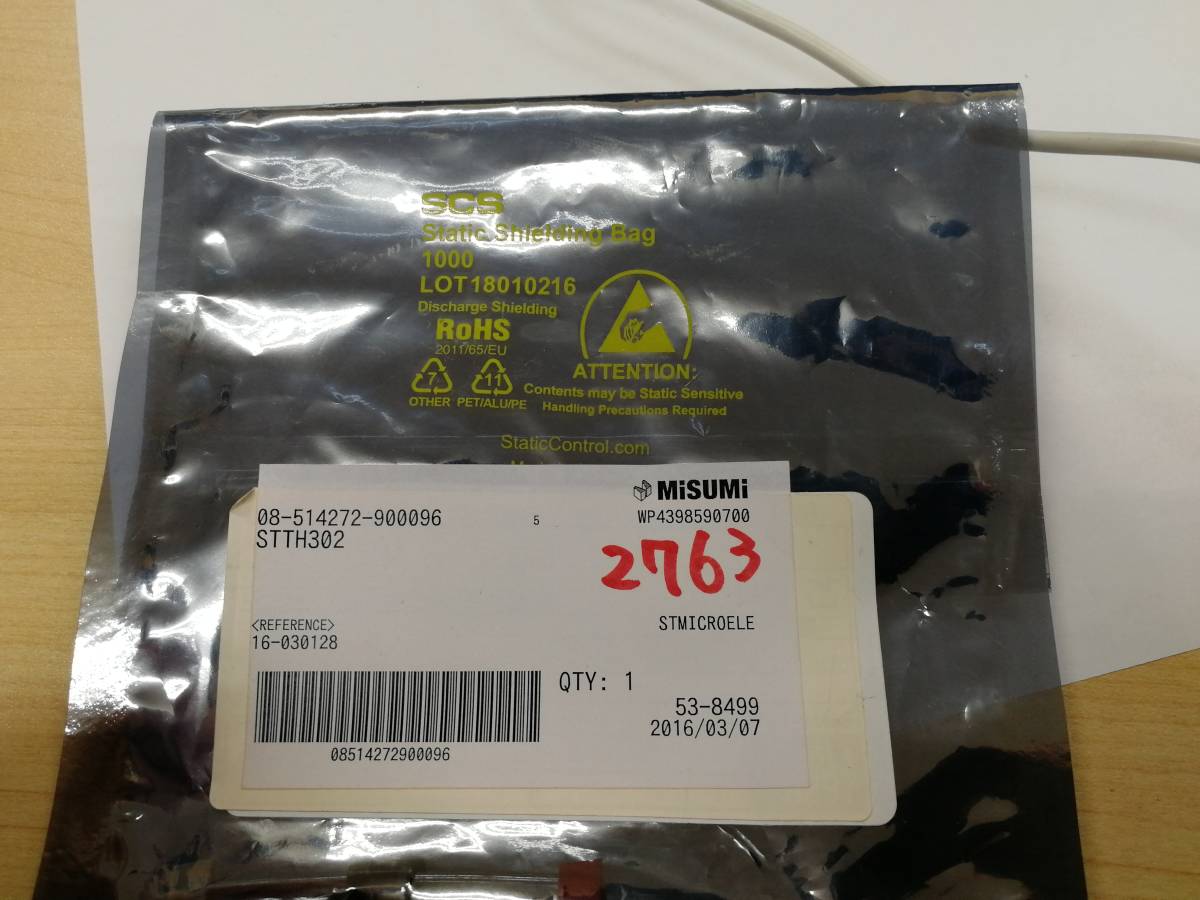 SCS
Static Shielding Bag
1000
LOT18010216
Discharge Shielding
RoHS
2011/65/EU
7
11
OTHER PET/ALU/PE
ATTENTION:
Contents may be Static Sensitive
Handling Precautions Required
StaticControl.com
MiSUMi
08-514272-900096 5 WP4398590700
STTH302
2763
<REFERENCE>
16-030128
STMICROELE
QTY: 1
53-8499
2016/03/07
08514272900096